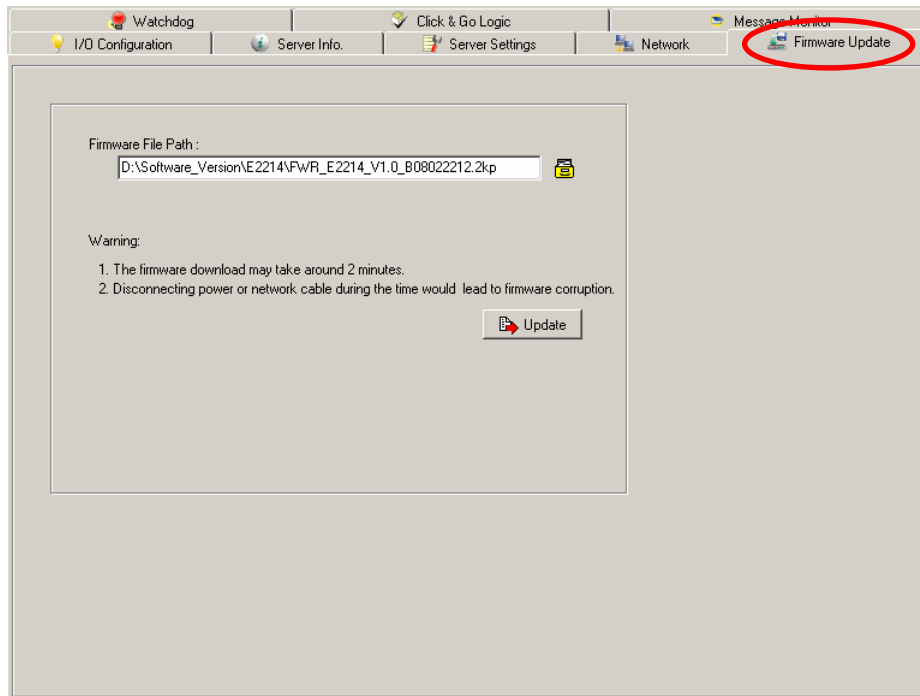 Watchdog
Click & Go Logic
Message Monitor
I/O Configuration
Server Info.
Server Settings
Network
Firmware Update
Firmware File Path :
D:\Software_Version\E2214\FWR_E2214_V1.0_B08022212.2kp
Warning:
1. The firmware download may take around 2 minutes.
2. Disconnecting power or network cable during the time would lead to firmware corruption.
Update